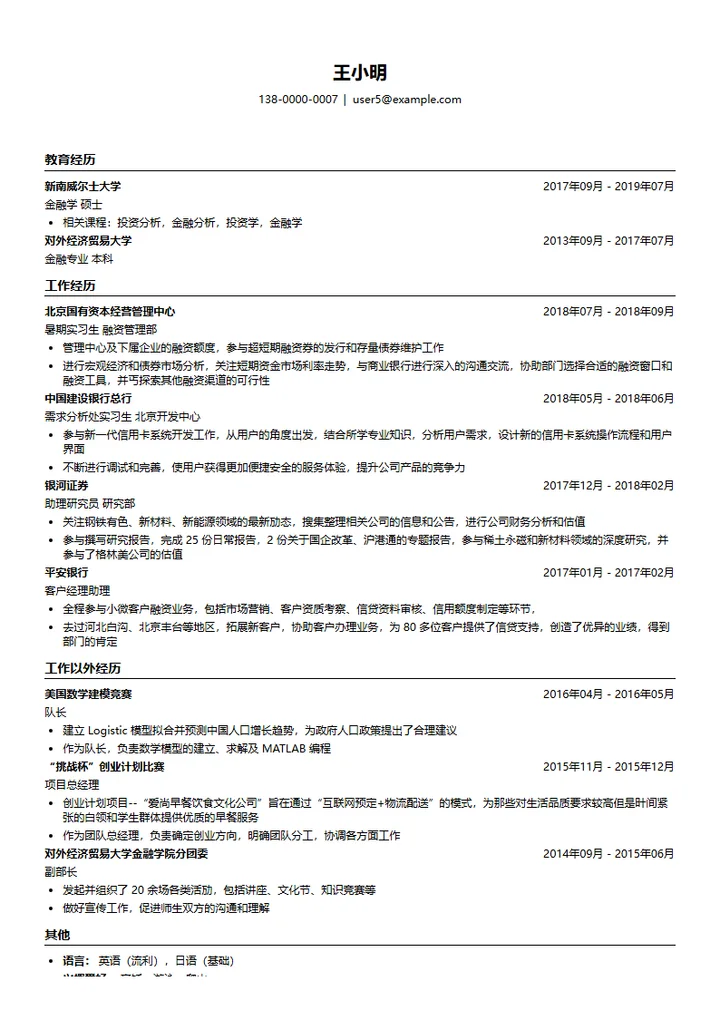 王小明
138-0000-0007 | user5@example.com
教育经历
新南威尔士大学 2017年09月 - 2019年07月
金融学 硕士
• 相关课程：投资分析，金融分析，投资学，金融学
对外经济贸易大学 2013年09月 - 2017年07月
金融专业 本科
工作经历
北京国有资本经营管理中心 2018年07月 - 2018年09月
暑期实习生 融资管理部
• 管理中心及下属企业的融资额度，参与超短期融资券的发行和存量债券维护工作
• 进行宏观经济和债券市场分析，关注短期资金市场利率走势，与商业银行进行深入的沟通交流，协助部门选择合适的融资窗口和
融资工具，并丐探索其他融资渠道的可行性
中国建设银行总行 2018年05月 - 2018年06月
需求分析处实习生 北京开发中心
• 参与新一代信用卡系统开发工作，从用户的角度出发，结合所学专业知识，分析用户需求，设计新的信用卡系统操作流程和用户
界面
• 不断进行调试和完善，使用户获得更加便捷安全的服务体验，提升公司产品的竞争力
银河证券 2017年12月 - 2018年02月
助理研究员 研究部
• 关注钢铁有色、新材料、新能源领域的最新励态，搜集整理相关公司的信息和公告，进行公司财务分析和估值
• 参与撰写研究报告，完成 25 份日常报告，2 份关于国企改革、沪港通的专题报告，参与稀土永磁和新材料领域的深度研究，并
参与了格林美公司的估值
平安银行 2017年01月 - 2017年02月
客户经理助理
• 全程参与小微客户融资业务，包括市场营销、客户资质考察、信贷资料审核、信用额度制定等环节，
• 去过河北白沟、北京丰台等地区，拓展新客户，协助客户办理业务，为 80 多位客户提供了信贷支持，创造了优异的业绩，得到
部门的肯定
工作以外经历
美国数学建模竞赛 2016年04月 - 2016年05月
队长
• 建立 Logistic 模型拟合并预测中国人口增长趋势，为政府人口政策提出了合理建议
• 作为队长，负责数学模型的建立、求解及 MATLAB 编程
“挑战杯”创业计划比赛 2015年11月 - 2015年12月
项目总经理
• 创业计划项目--“爱尚早餐饮食文化公司”旨在通过“互联网预定+物流配送”的模式，为那些对生活品质要求较高但是时间紧
张的白领和学生群体提供优质的早餐服务
• 作为团队总经理，负责确定创业方向，明确团队分工，协调各方面工作
对外经济贸易大学金融学院分团委 2014年09月 - 2015年06月
副部长
• 发起并组织了 20 余场各类活励，包括讲座、文化节、知识竞赛等
• 做好宣传工作，促进师生双方的沟通和理解
其他
• 语言： 英语（流利），日语（基础）